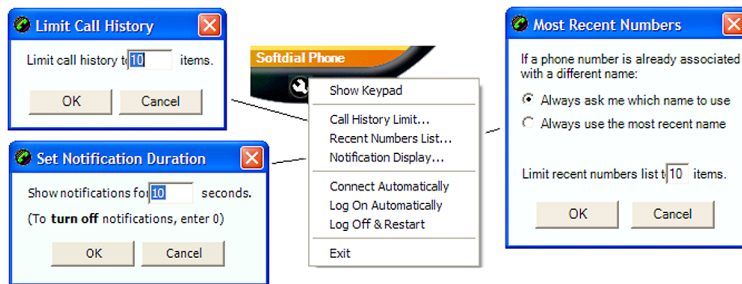 Limit Call History
Limit call history t 10 items.
OK Cancel
Set Notification Duration
Show notifications fo 10 seconds.
(To turn off notifications, enter 0)
OK Cancel
Softdial Phone
Show Keypad
Call History Limit...
Recent Numbers List...
Notification Display...
Connect Automatically
Log On Automatically
Log Off & Restart
Exit
Most Recent Numbers
If a phone number is already associated
with a different name:
Always ask me which name to use
Always use the most recent name
Limit recent numbers list t 10 items.
OK Cancel